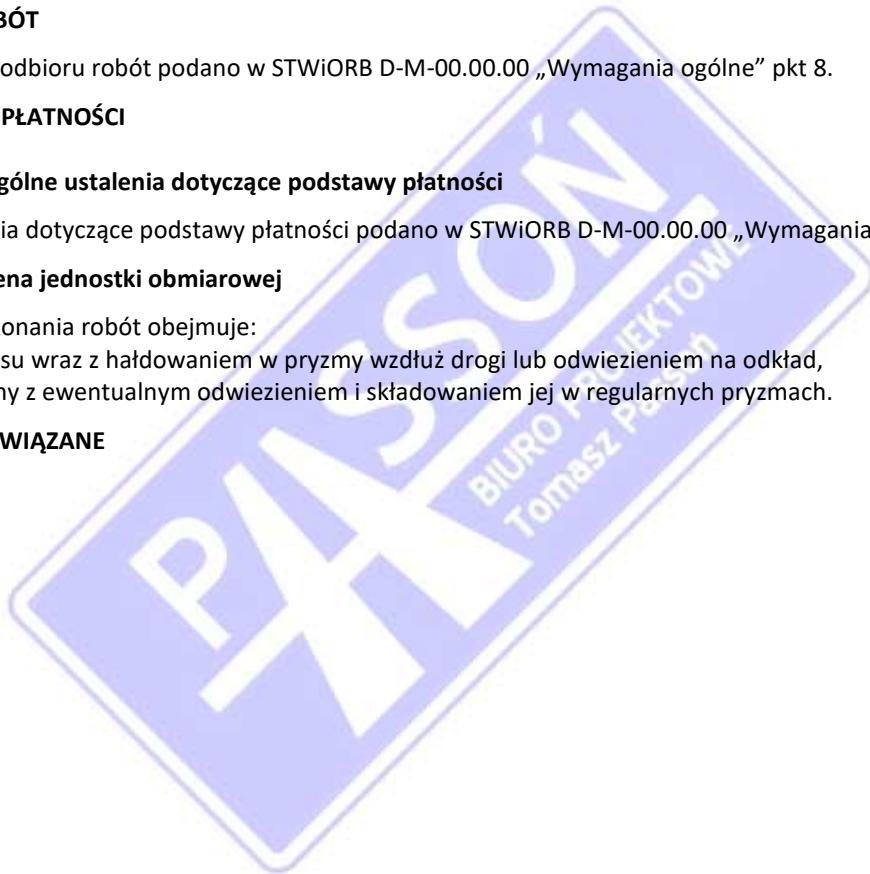 BÓT
odbioru robót podano w STWiORB D-M-00.00.00 „Wymagania ogólne” pkt 8.
PŁATNOŚCI
gólne ustalenia dotyczące podstawy płatności
ia dotyczące podstawy płatności podano w STWiORB D-M-00.00.00 „Wymagania
ena jednostki obmiarowej
onania robót obejmuje:
su wraz z hałdowaniem w pryzmy wzdłuż drogi lub odwiezieniem na odkład,
ny z ewentualnym odwiezieniem i składowaniem jej w regularnych pryzmach.
WIĄZANE
PASSOŃ
BIURO PROJEKTOWE
Tomasz Passoń